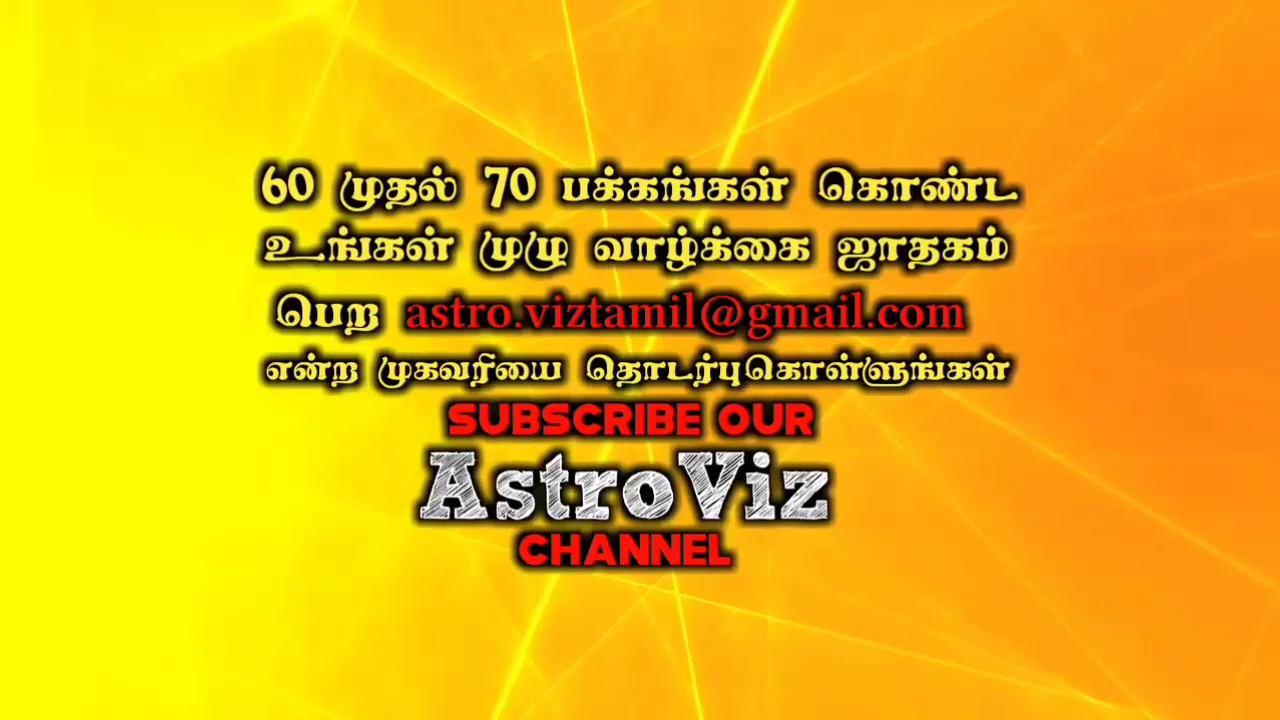 60 முதல் 70 பக்கங்கள் கொண்ட
உங்கள் முழு வாழ்க்கை ஜாதகம்
பெற astro.viztamil@gmail.com
என்ற முகவரியை தொடர்புகொள்ளுங்கள்
SUBSCRIBE OUR
AstroViz
CHANNEL